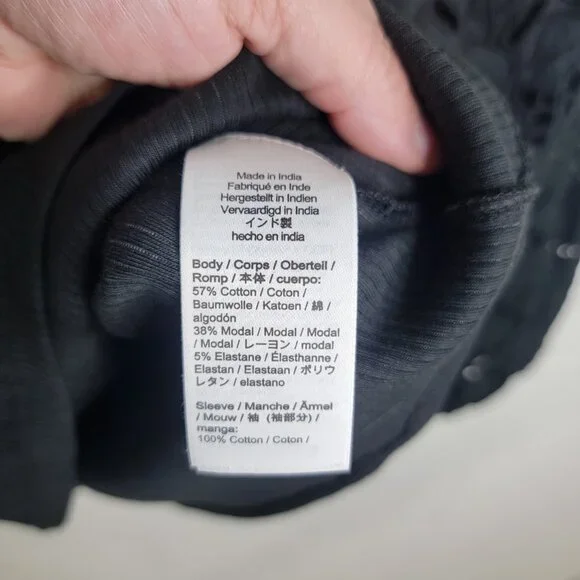 Made in India
Fabriqué en Inde
Hergestellt in Indien
Vervaardigd in India
インド製
hecho en india
Body / Corps / Oberteil /
Romp / 本体 / cuerpo:
57% Cotton / Coton /
Baumwolle / Katoen / 綿 /
algodón
38% Modal / Modal / Modal
/ Modal / レーヨン / modal
5% Elastane / Élasthanne /
Elastan / Elastaan / ポリウ
レタン / elastano
Sleeve / Manche / Ärmel
/ Mouw / 袖 (袖部分) /
manga:
100% Cotton / Coton /